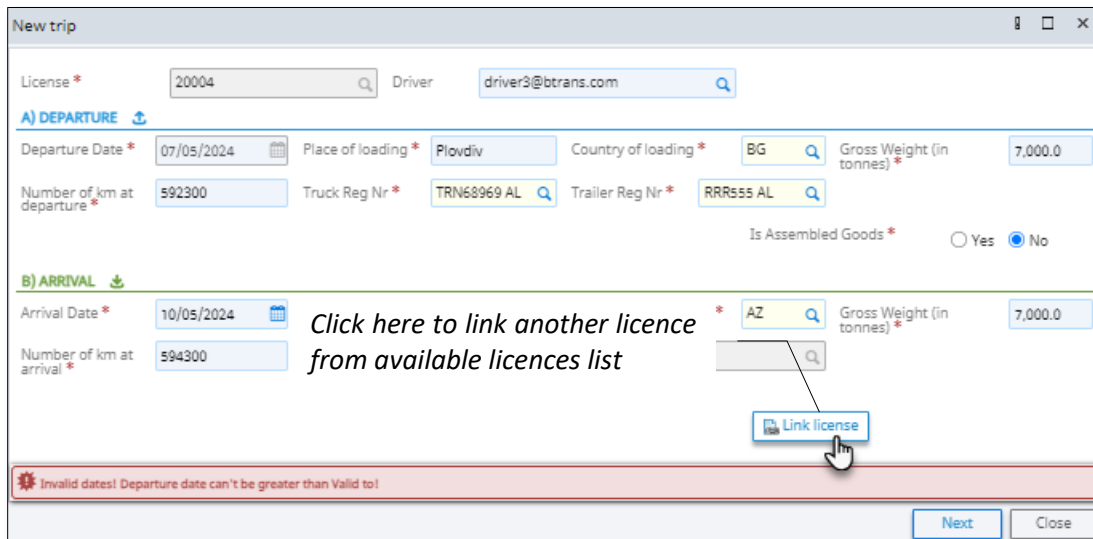 New trip
License *
20004
Driver
driver3@btrans.com
A) DEPARTURE
Departure Date *
07/05/2024
Place of loading *
Plovdiv
Country of loading *
BG
Gross Weight (in
tonnes) *
7,000.0
Number of km at
departure *
592300
Truck Reg Nr *
TRN68969 AL
Trailer Reg Nr *
RRR555 AL
Is Assembled Goods *
Yes
No
B) ARRIVAL
Arrival Date *
10/05/2024
Click here to link another licence
from available licences list
*
AZ
Gross Weight (in
tonnes) *
7,000.0
Number of km at
arrival *
594300
Link license
Invalid dates! Departure date can't be greater than Valid to!
Next
Close